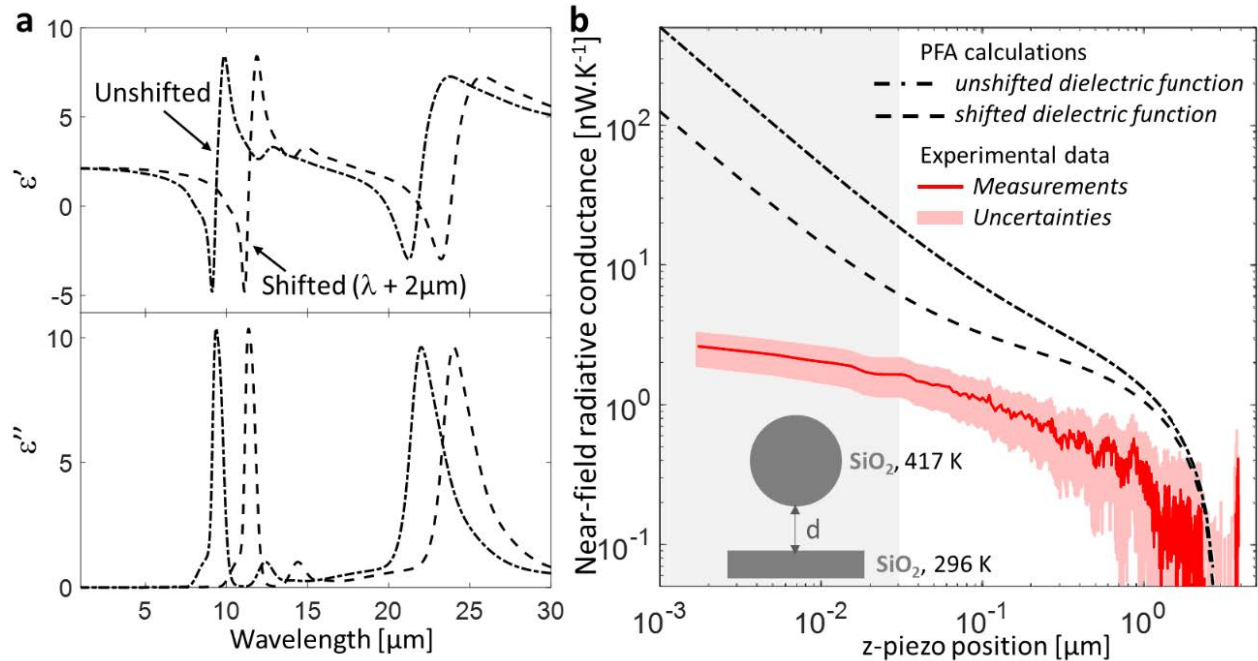 a
ε'
10
5
0
-5
Unshifted
Shifted (λ + 2μm)
ε''
10
5
0
5
10
15
20
25
30
Wavelength [μm]
b
Near-field radiative conductance [nW.K⁻¹]
10²
10¹
10⁰
10⁻¹
PFA calculations
unshifted dielectric function
shifted dielectric function
Experimental data
Measurements
Uncertainties
SiO₂, 417 K
d
SiO₂, 296 K
10⁻³
10⁻²
10⁻¹
10⁰
z-piezo position [μm]